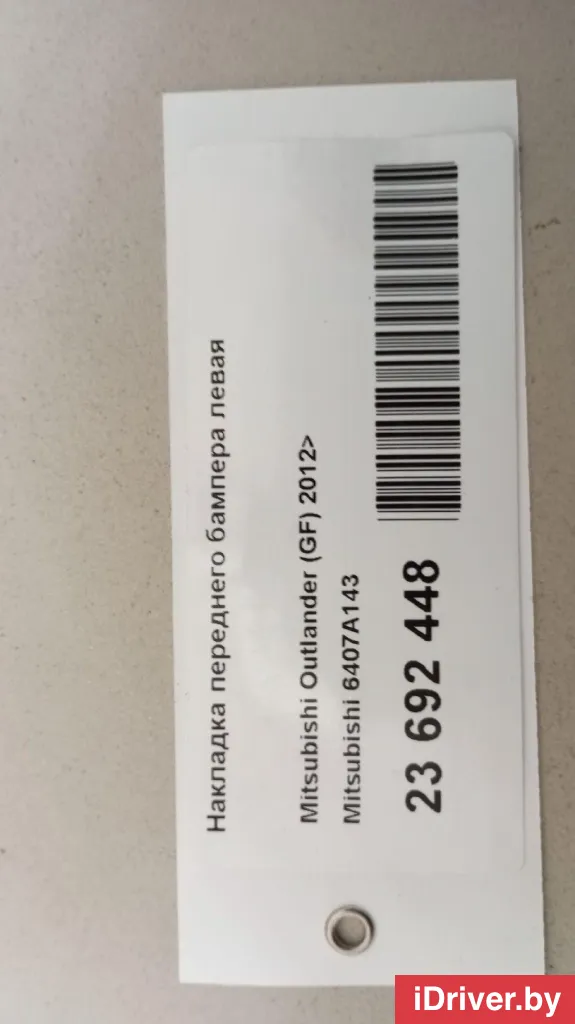 Накладка переднего бампера левая
Mitsubishi Outlander (GF) 2012>
Mitsubishi 6407A143
23 692 448
iDriver.by